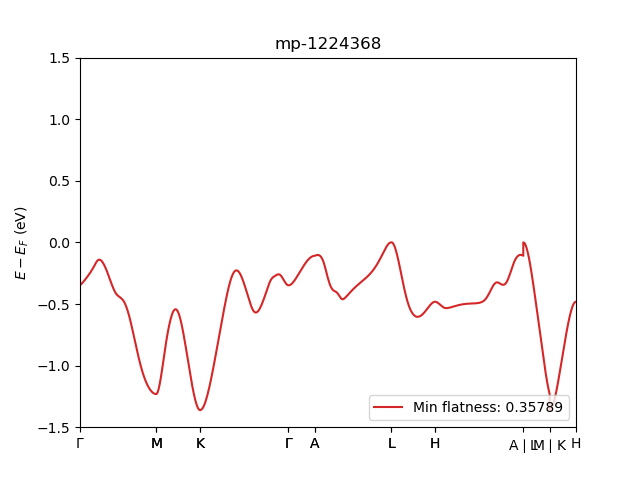 mp-1224368
E − E_F (eV)
1.5
1.0
0.5
0.0
−0.5
−1.0
−1.5
Min flatness: 0.35789
Γ M K Γ A L H A | L M | K H